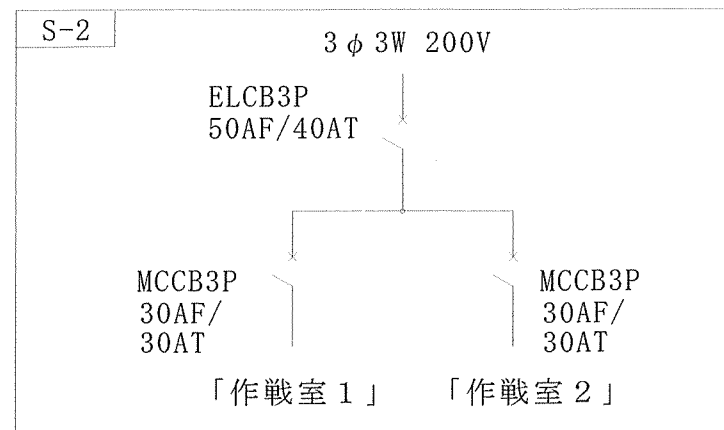 S-2
3φ3W 200V
ELCB3P
50AF/40AT
MCCB3P
30AF/
30AT
MCCB3P
30AF/
30AT
「作戦室1」
「作戦室2」